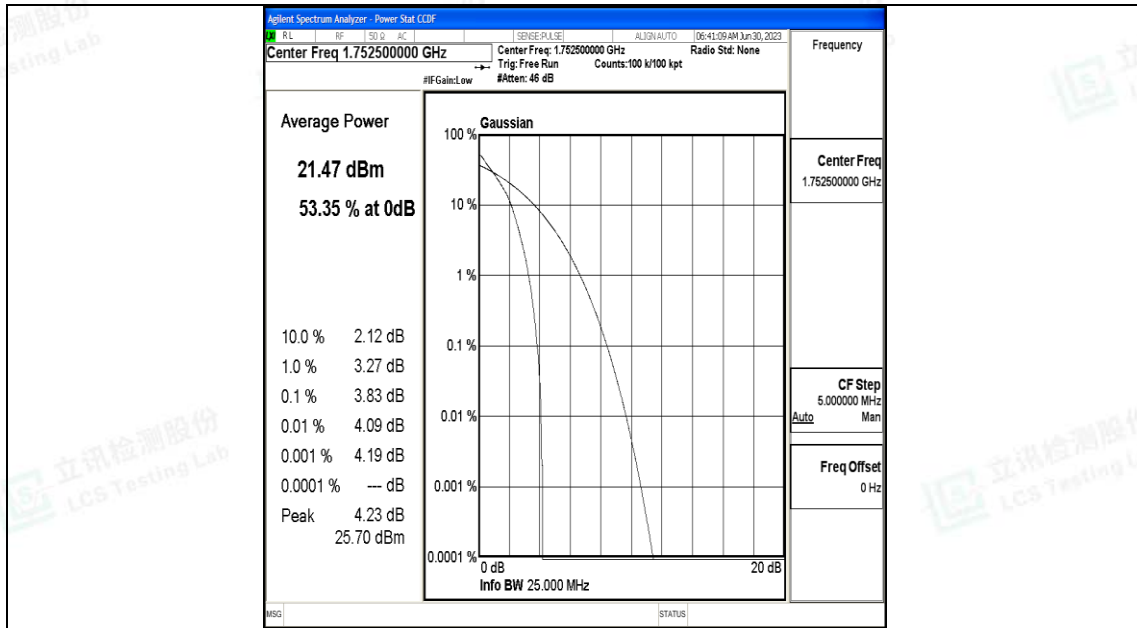 Agilent Spectrum Analyzer - Power Stat CCDF
RL RF 50 Ω AC SENSE:PULSE ALIGN AUTO 06:41:09 AM Jun 30, 2023
Center Freq 1.752500000 GHz
Center Freq: 1.752500000 GHz Radio Std: None
Trig: Free Run Counts:100 k/100 kpt
#IFGain:Low #Atten: 46 dB
Frequency
Average Power
21.47 dBm
53.35 % at 0dB
10.0 % 2.12 dB
1.0 % 3.27 dB
0.1 % 3.83 dB
0.01 % 4.09 dB
0.001 % 4.19 dB
0.0001 % --- dB
Peak 4.23 dB
25.70 dBm
Gaussian
100 %
10 %
1 %
0.1 %
0.01 %
0.001 %
0.0001 %
0 dB 20 dB
Info BW 25.000 MHz
Center Freq
1.752500000 GHz
CF Step
5.000000 MHz
Auto Man
Freq Offset
0 Hz
MSG STATUS
立讯检测股份
LCS Testing Lab
立讯检测股份
LCS Testing L